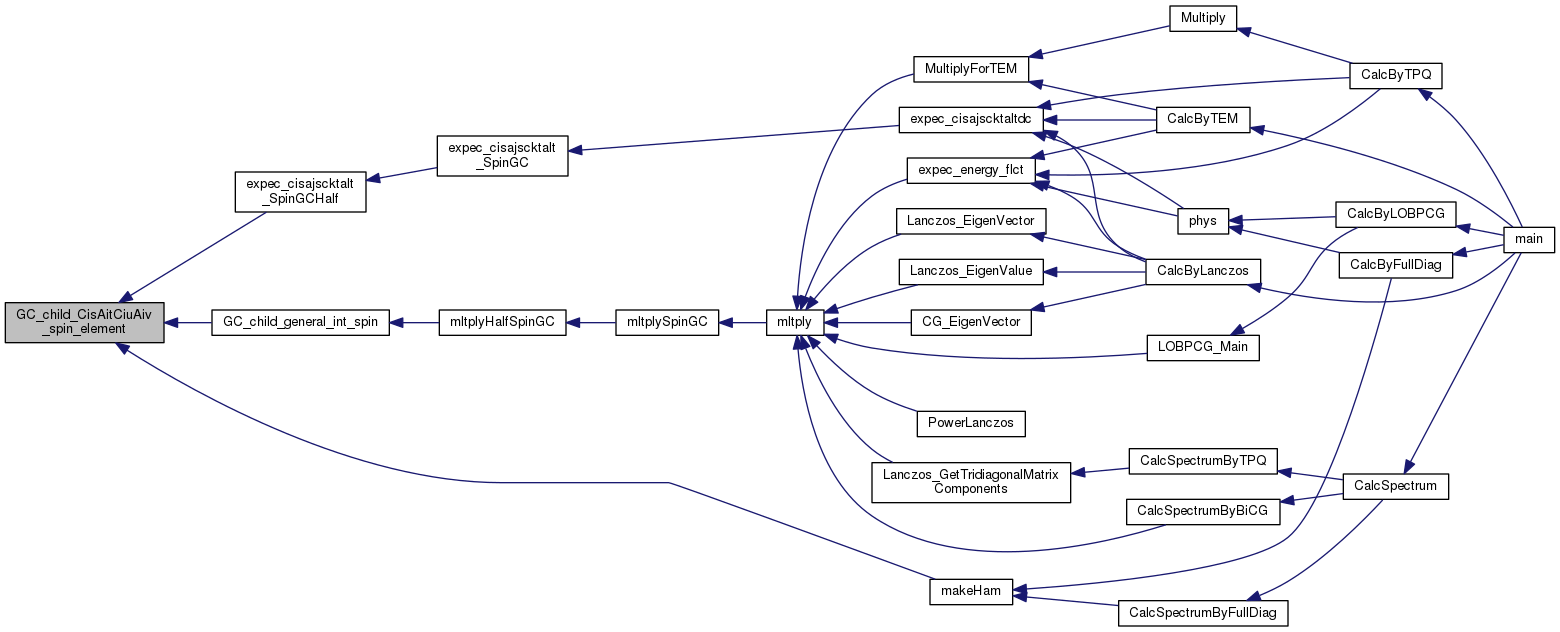 Multiply
MultiplyForTEM
CalcByTPQ
expec_cisajscktaltdc
CalcByTEM
expec_cisajscktalt
_SpinGC
expec_energy_flct
expec_cisajscktalt
_SpinGCHalf
Lanczos_EigenVector
phys
CalcByLOBPCG
main
Lanczos_EigenValue
CalcByLanczos
CalcByFullDiag
GC_child_CisAitCiuAiv
_spin_element
GC_child_general_int_spin
mltplyHalfSpinGC
mltplySpinGC
mltply
CG_EigenVector
LOBPCG_Main
PowerLanczos
CalcSpectrumByTPQ
Lanczos_GetTridiagonalMatrix
Components
CalcSpectrum
CalcSpectrumByBiCG
makeHam
CalcSpectrumByFullDiag